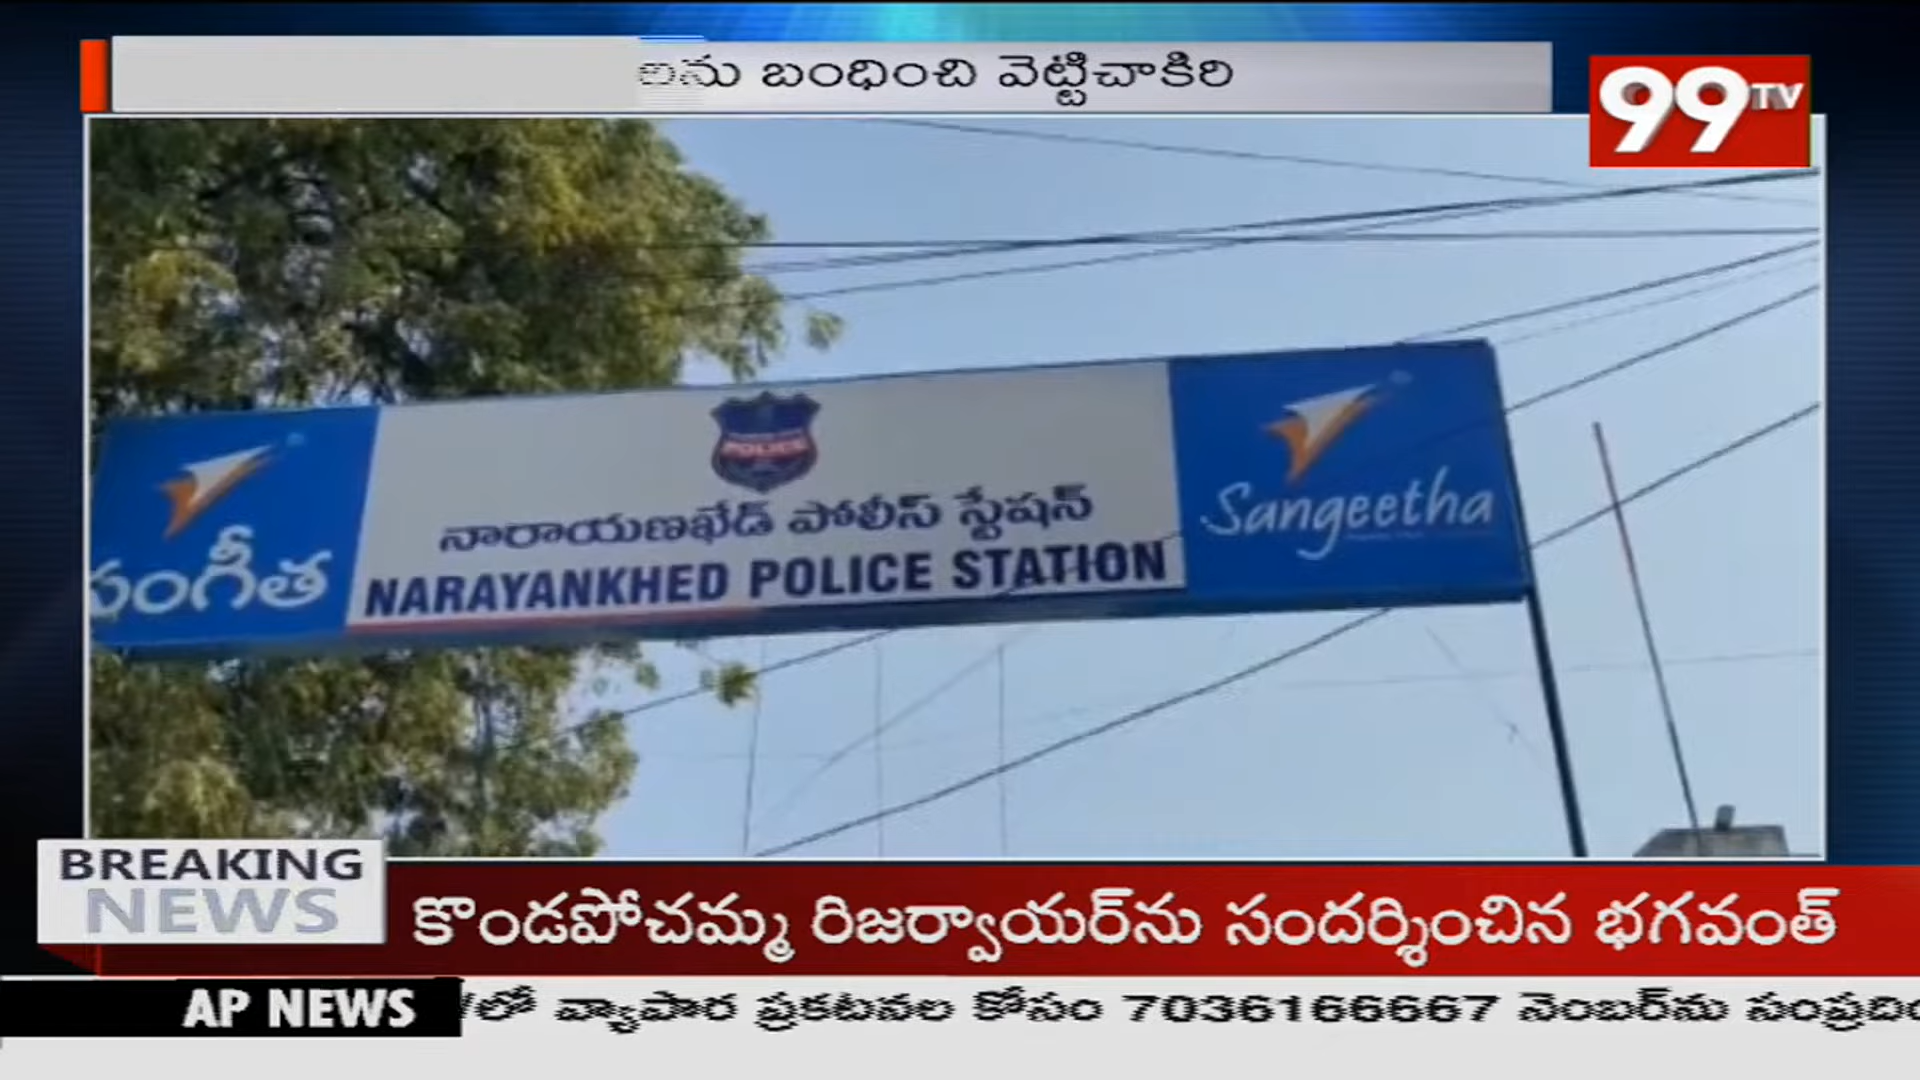 బంధించి వెట్టిచాకిరి
99TV
POLICE
నారాయణఖేడ్ పోలీస్ స్టేషన్
NARAYANKHED POLICE STATION
సంగీత
Sangeetha
BREAKING
NEWS
కొండపోచమ్మ రిజర్వాయర్‌ను సందర్శించిన భగవంత్
AP NEWS
లో వ్యాపార ప్రకటనల కోసం 7036166667 నెంబర్‌ను